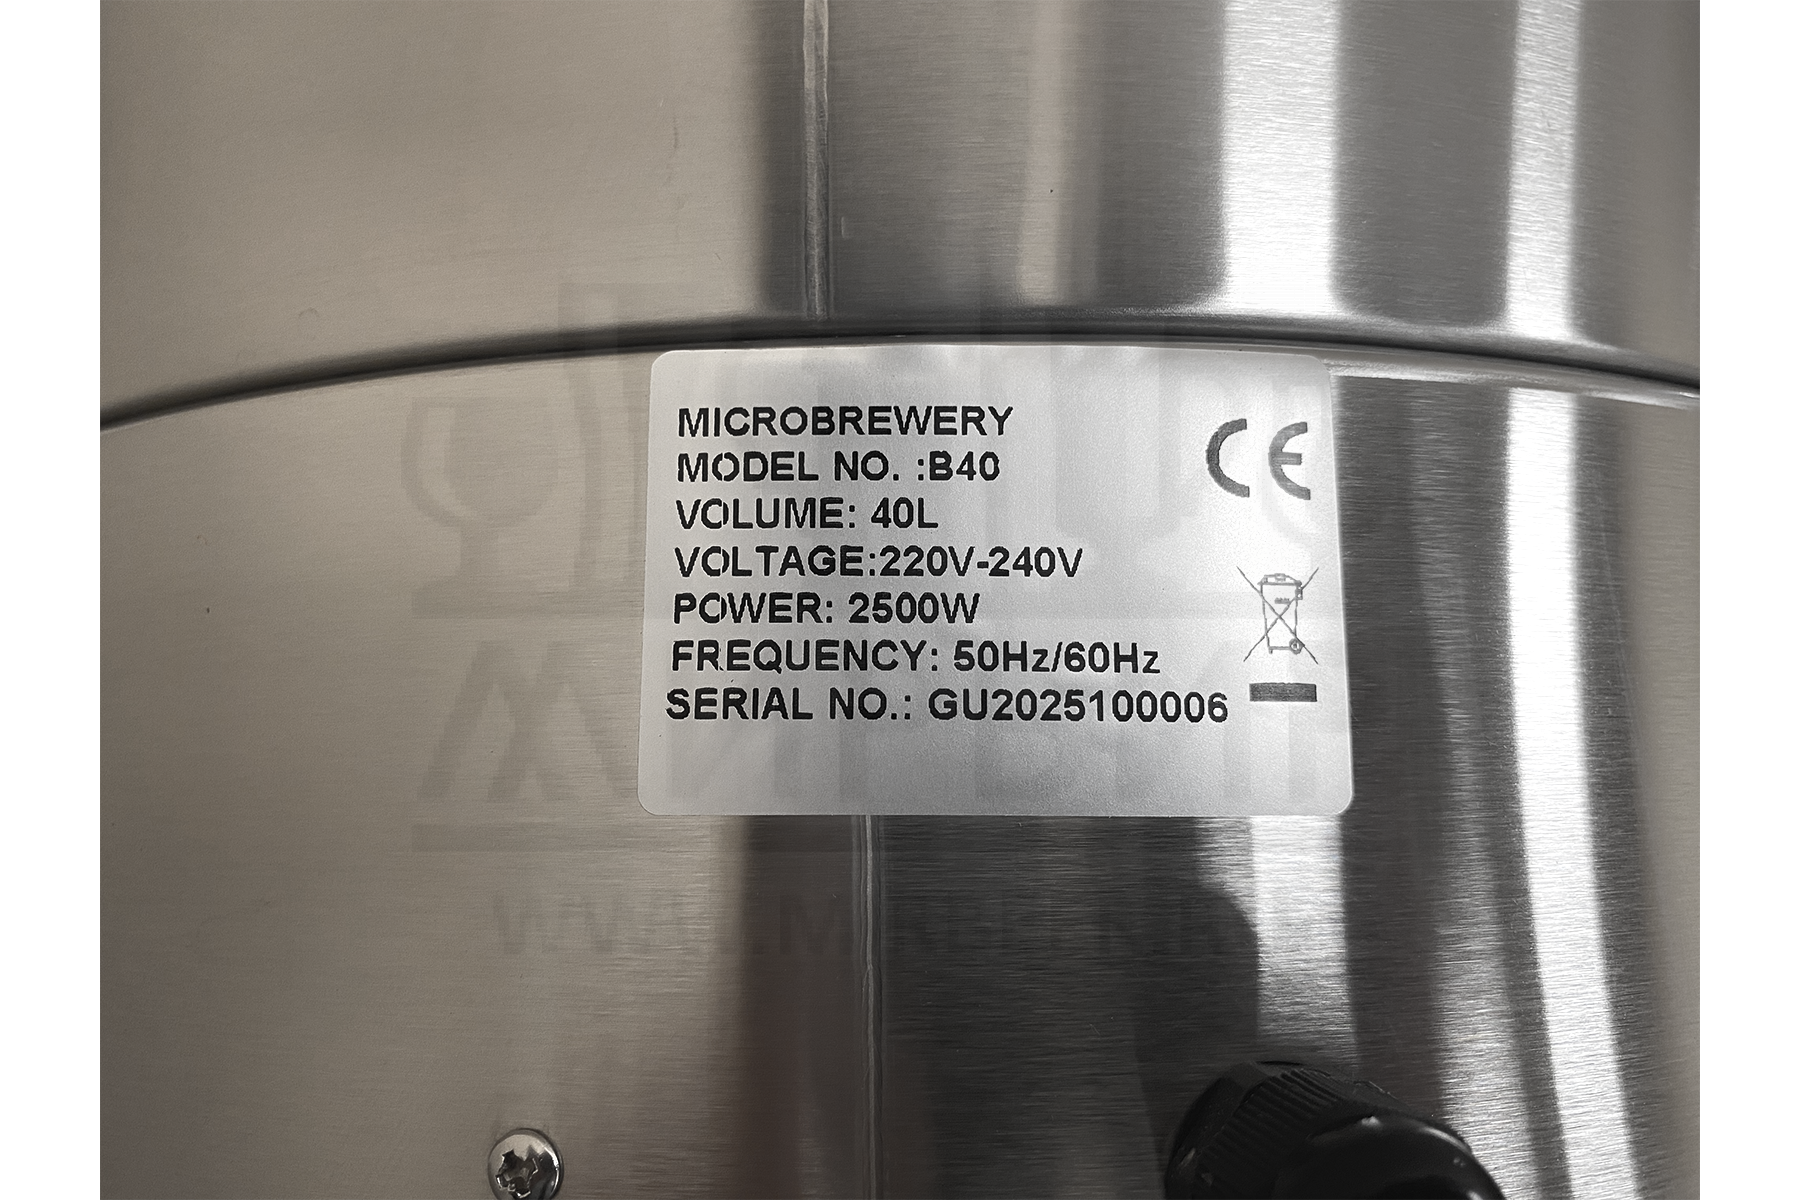 MICROBREWERY
MODEL NO. :B40
VOLUME: 40L
VOLTAGE:220V-240V
POWER: 2500W
FREQUENCY: 50Hz/60Hz
SERIAL NO.: GU2025100006
CE